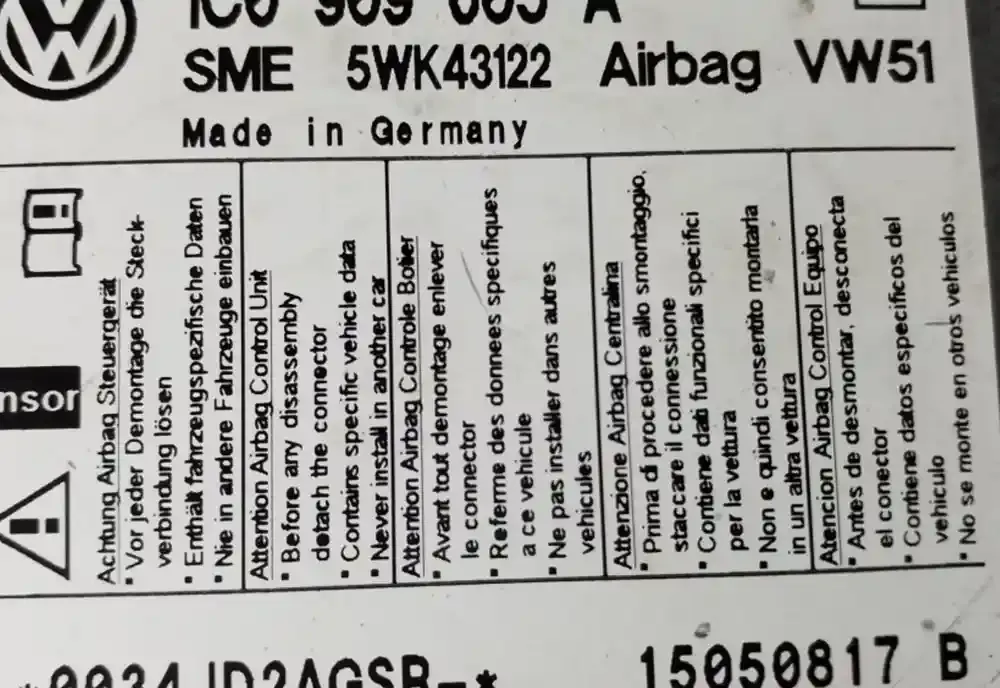 1C0 909 605 A
SME 5WK43122 Airbag VW51
Made in Germany
nsor
Achtung Airbag Steuergerät
* Vor jeder Demontage die Steck-
verbindung lösen
* Enthält fahrzeugspezifische Daten
* Nie in andere Fahrzeuge einbauen
Attention Airbag Control Unit
* Before any disassembly
detach the connector
* Contains specific vehicle data
* Never install in another car
Attention Airbag Controle Boitier
* Avant tout demontage enlever
le connector
* Referme des donnees specifiques
a ce vehicule
* Ne pas installer dans autres
vehicules
Attenzione Airbag Centralina
* Prima di procedere allo smontaggio,
staccare il connessione
* Contiene dati funzionali specifici
per la vettura
* Non e quindi consentito montarla
in un altra vettura
Atencion Airbag Control Equipo
* Antes de desmontar, desconecta
el conector
* Contiene datos especificos del
vehiculo
* No se monte en otros vehiculos
15050817 B